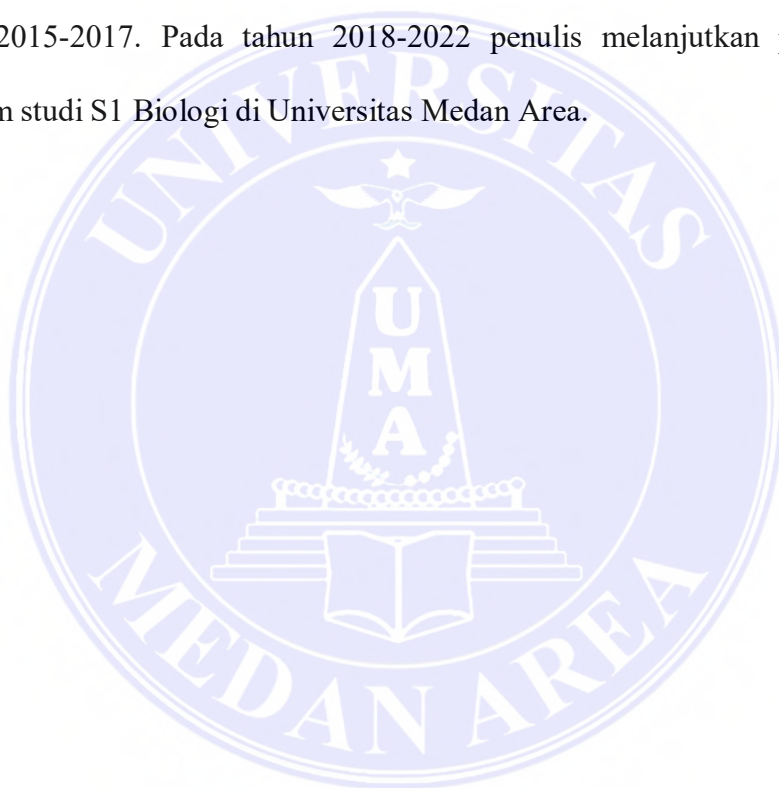 2015-2017. Pada tahun 2018-2022 penulis melanjutkan
studi S1 Biologi di Universitas Medan Area.
UNIVERSITAS
UMA
MEDAN AREA